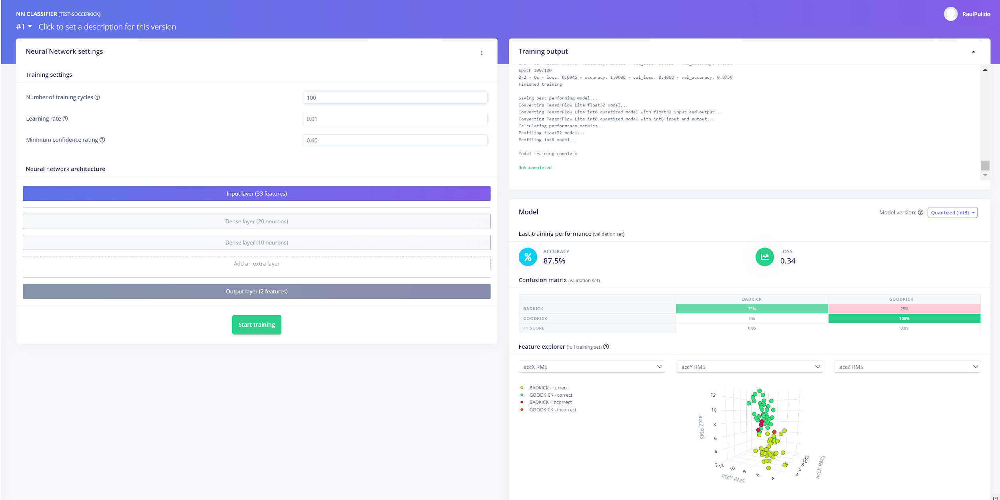 NN CLASSIFIER (TEST-SOCCERKICK)
RaulPulido
#1 Click to set a description for this version
Neural Network settings
Training settings
Number of training cycles
100
Learning rate
0.01
Minimum confidence rating
0.60
Neural network architecture
Input layer (33 features)
Dense layer (20 neurons)
Dense layer (10 neurons)
Add an extra layer
Output layer (2 features)
Start training
Training output
Epoch 100/100
2/2 - 0s - loss: 0.0045 - accuracy: 1.0000 - val_loss: 0.4068 - val_accuracy: 0.8750
Finished training
Saving best performing model...
Converting TensorFlow Lite float32 model...
Converting TensorFlow Lite int8 quantized model with float32 input and output...
Converting TensorFlow Lite int8 quantized model with int8 input and output...
Calculating performance metrics...
Profiling float32 model...
Profiling int8 model...
Model training complete
Job completed
Model
Model version: Quantized (int8)
Last training performance (validation set)
ACCURACY
87.5%
LOSS
0.34
Confusion matrix (validation set)
BADKICK GOODKICK
BADKICK 75% 25%
GOODKICK 0% 100%
F1 SCORE 0.86 0.89
Feature explorer (full training set)
accX RMS accY RMS accZ RMS
BADKICK - correct
GOODKICK - correct
BADKICK - incorrect
GOODKICK - incorrect
12
10
8
6
4
2
accZ RMS
12
10
8
6
4
accY RMS
12
10
8
6
4
accX RMS